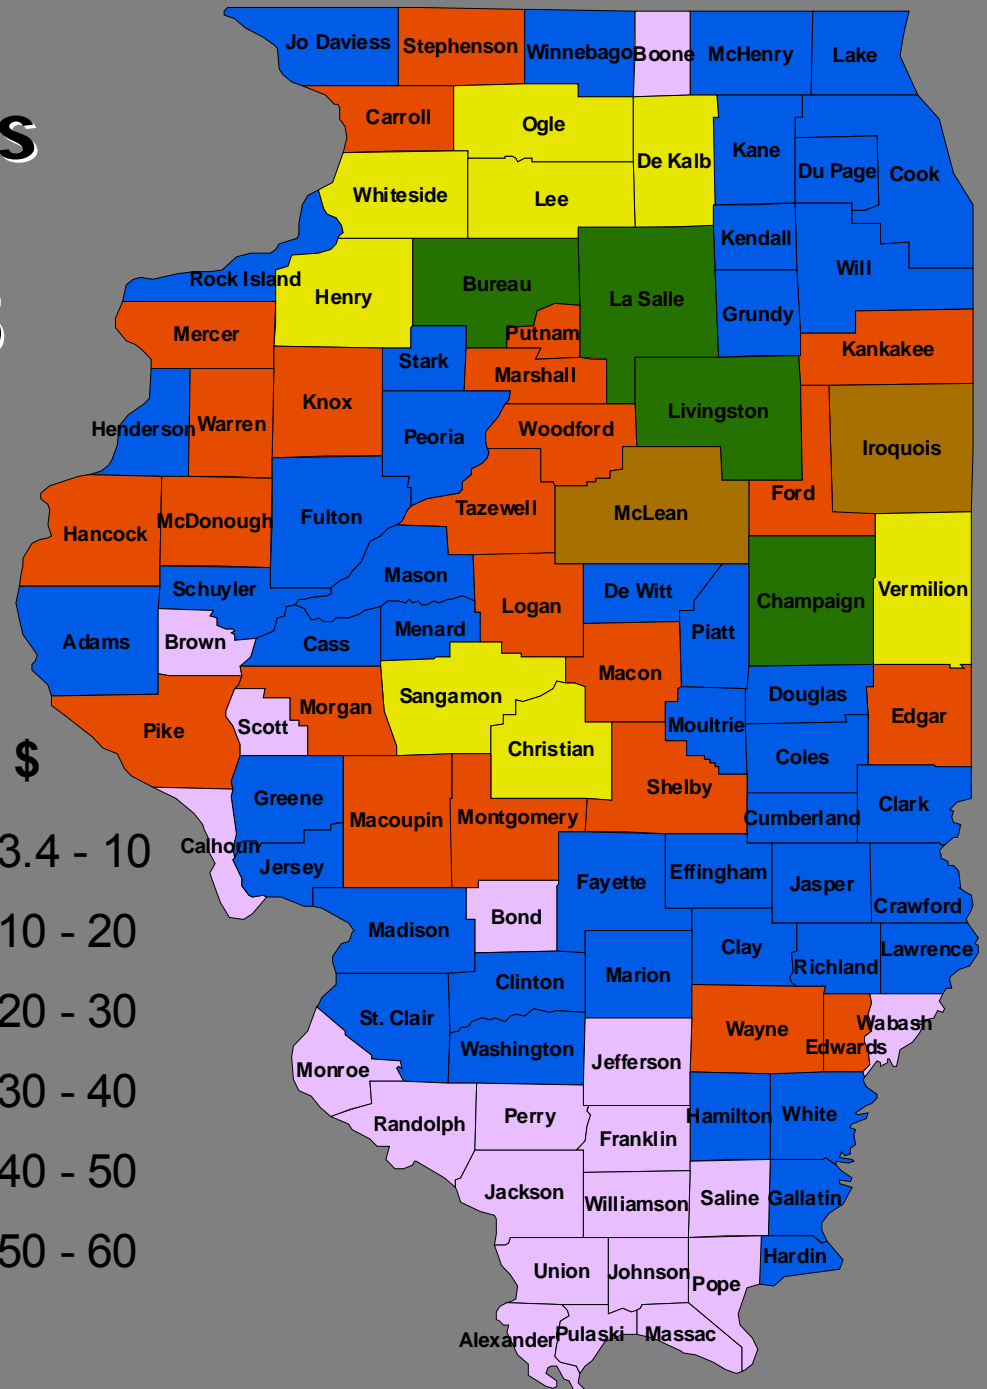 Jo Daviess
Stephenson
Winnebago
Boone
McHenry
Lake
Carroll
Ogle
s
De Kalb
Kane
Du Page
Cook
Whiteside
Lee
Kendall
Will
Rock Island
Henry
Bureau
La Salle
Grundy
Mercer
Putnam
Kankakee
Stark
Marshall
Knox
Livingston
Henderson
Warren
Peoria
Woodford
Iroquois
Ford
Hancock
McDonough
Fulton
Tazewell
McLean
Mason
Schuyler
De Witt
Champaign
Vermilion
Logan
Adams
Brown
Cass
Menard
Piatt
Macon
Sangamon
Douglas
Pike
Scott
Morgan
Moultrie
Edgar
Christian
Coles
$
Shelby
Greene
Macoupin
Montgomery
Cumberland
Clark
3.4 - 10
Calhoun
Jersey
Fayette
Effingham
Jasper
Crawford
10 - 20
Madison
Bond
Clay
Lawrence
Richland
Marion
Clinton
20 - 30
St. Clair
Wayne
Wabash
Edwards
Washington
Jefferson
Monroe
30 - 40
Randolph
Perry
Hamilton
White
Franklin
40 - 50
Jackson
Williamson
Saline
Gallatin
50 - 60
Hardin
Union
Johnson
Pope
Alexander
Pulaski
Massac